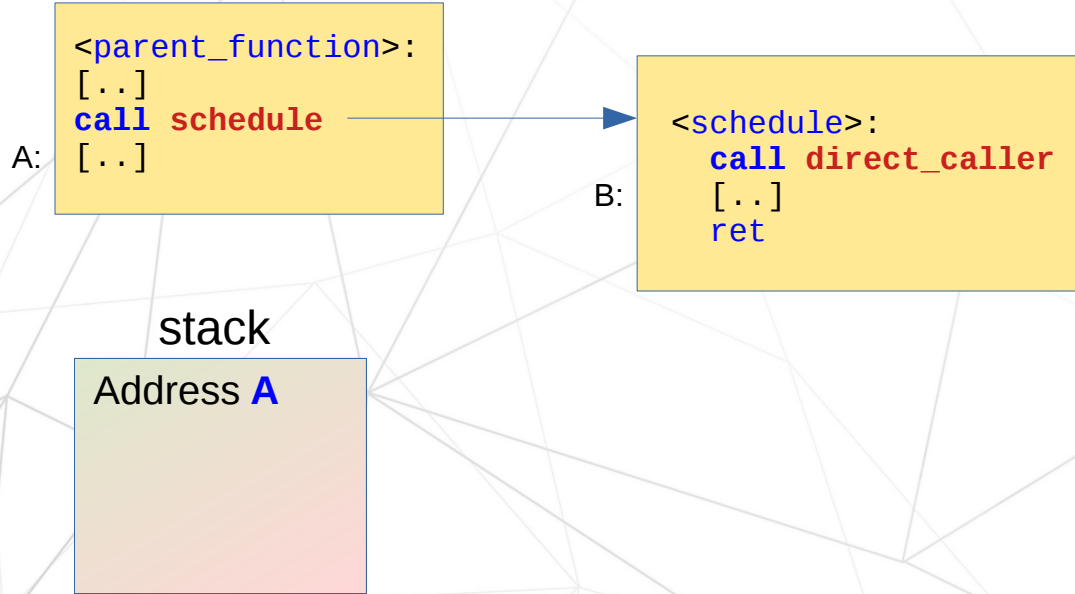 <parent_function>:
[..]
call schedule
A: [..]
<schedule>:
call direct_caller
B: [..]
ret
stack
Address A